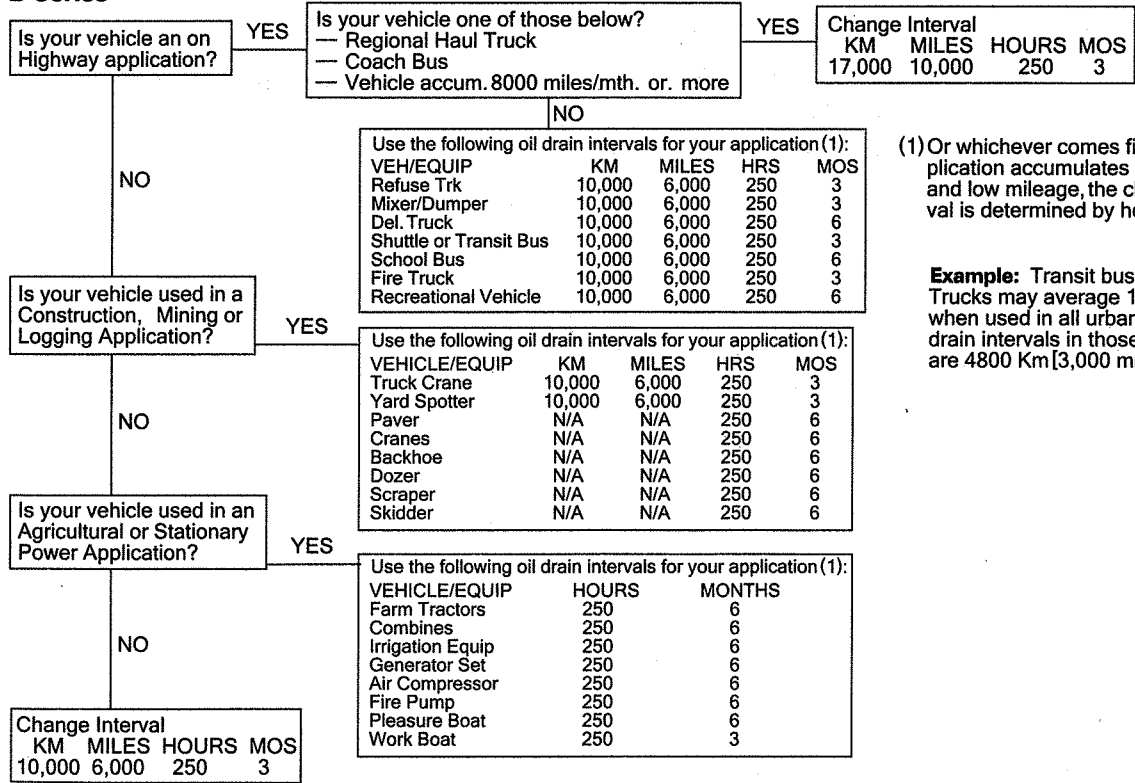 Is your vehicle an on
Highway application?
YES
Is your vehicle one of those below?
— Regional Haul Truck
— Coach Bus
— Vehicle accum. 8000 miles/mth. or. more
YES
Change Interval
KM MILES HOURS MOS
17,000 10,000 250 3
NO
NO
Use the following oil drain intervals for your application (1):
VEH/EQUIP KM MILES HRS MOS
Refuse Trk 10,000 6,000 250 3
Mixer/Dumper 10,000 6,000 250 3
Del. Truck 10,000 6,000 250 6
Shuttle or Transit Bus 10,000 6,000 250 3
School Bus 10,000 6,000 250 6
Fire Truck 10,000 6,000 250 3
Recreational Vehicle 10,000 6,000 250 6
(1) Or whichever comes
plication accumulates
and low mileage, the
val is determined by
Example: Transit bus
Trucks may average
when used in all urban
drain intervals in those
are 4800 Km [3,000
Is your vehicle used in a
Construction, Mining or
Logging Application?
YES
Use the following oil drain intervals for your application (1):
VEHICLE/EQUIP KM MILES HRS MOS
Truck Crane 10,000 6,000 250 3
Yard Spotter 10,000 6,000 250 3
Paver N/A N/A 250 6
Cranes N/A N/A 250 6
Backhoe N/A N/A 250 6
Dozer N/A N/A 250 6
Scraper N/A N/A 250 6
Skidder N/A N/A 250 6
NO
Is your vehicle used in an
Agricultural or Stationary
Power Application?
YES
Use the following oil drain intervals for your application (1):
VEHICLE/EQUIP HOURS MONTHS
Farm Tractors 250 6
Combines 250 6
Irrigation Equip 250 6
Generator Set 250 6
Air Compressor 250 6
Fire Pump 250 6
Pleasure Boat 250 6
Work Boat 250 3
NO
Change Interval
KM MILES HOURS MOS
10,000 6,000 250 3